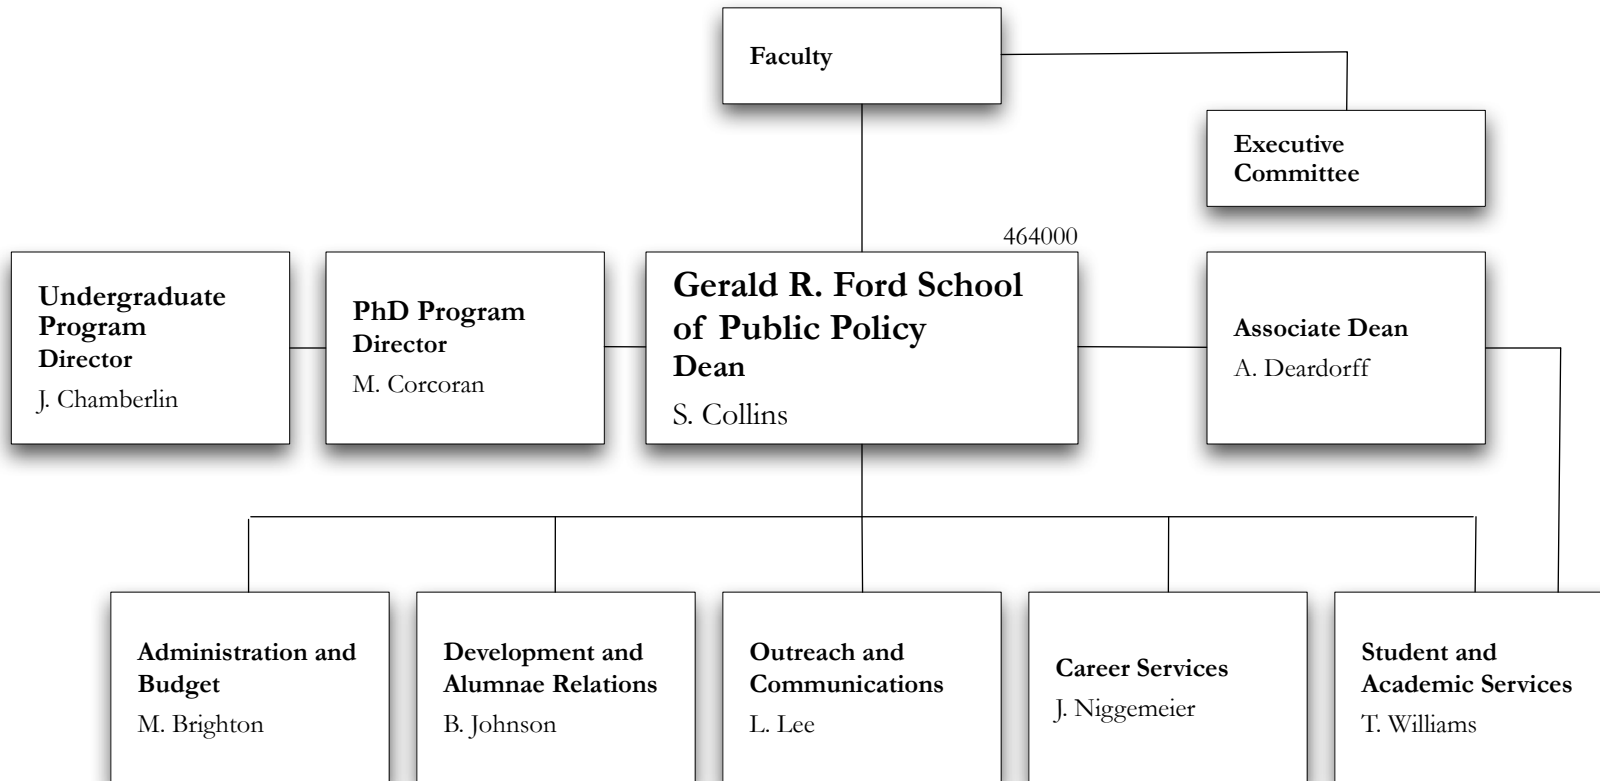 Faculty
Executive
Committee
464000
Undergraduate
Program
Director
J. Chamberlin
PhD Program
Director
M. Corcoran
Gerald R. Ford School
of Public Policy
Dean
S. Collins
Associate Dean
A. Deardorff
Administration and
Budget
M. Brighton
Development and
Alumnae Relations
B. Johnson
Outreach and
Communications
L. Lee
Career Services
J. Niggemeier
Student and
Academic Services
T. Williams